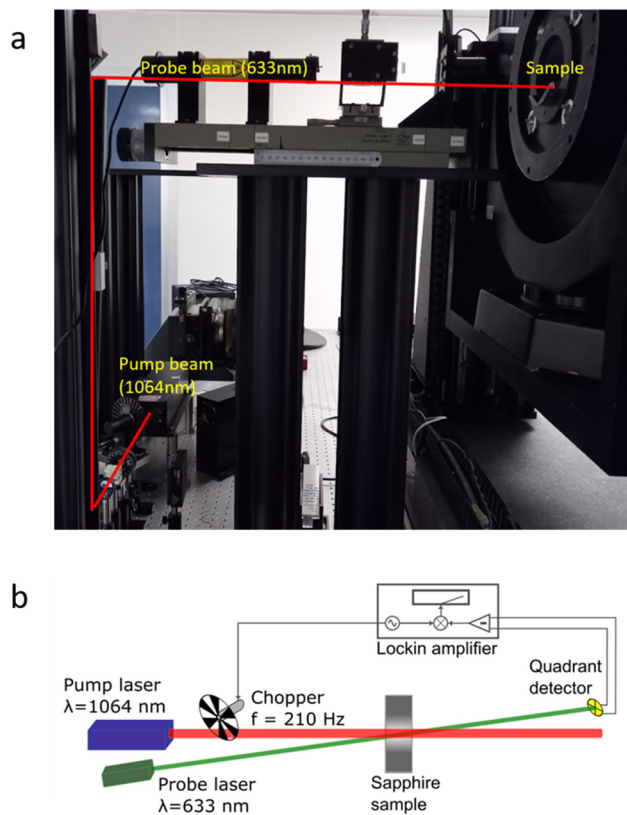 a
Probe beam (633nm)
Sample
Pump beam
(1064nm)
b
Lockin amplifier
Quadrant
detector
Pump laser
λ=1064 nm
Chopper
f = 210 Hz
Probe laser
λ=633 nm
Sapphire
sample